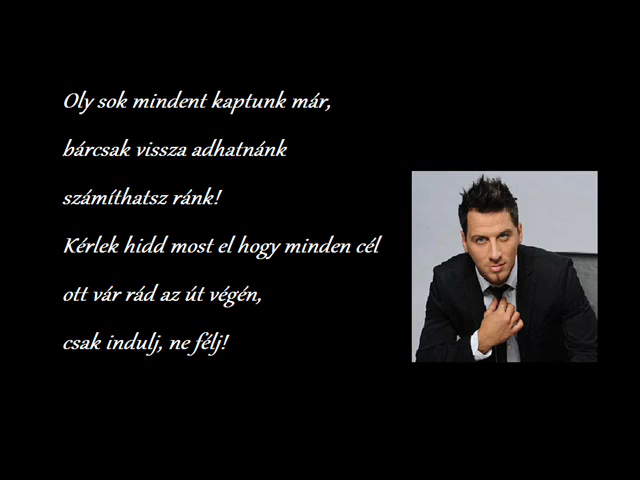 Oly sok mindent kaptunk már,
bárcsak vissza adhatnánk
számíthatsz ránk!
Kérlek hidd most el hogy minden cél
ott vár rád az út végén,
csak indulj, ne félj!